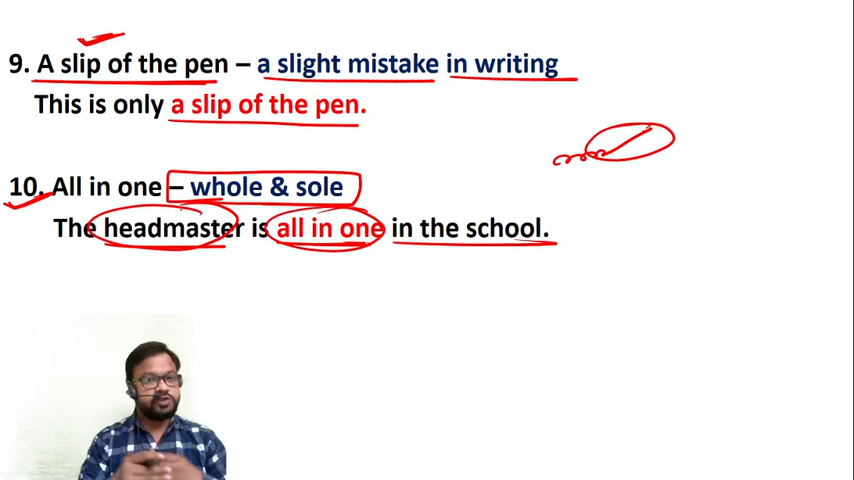 9. A slip of the pen – a slight mistake in writing
This is only a slip of the pen.
10. All in one – whole & sole
The headmaster is all in one in the school.